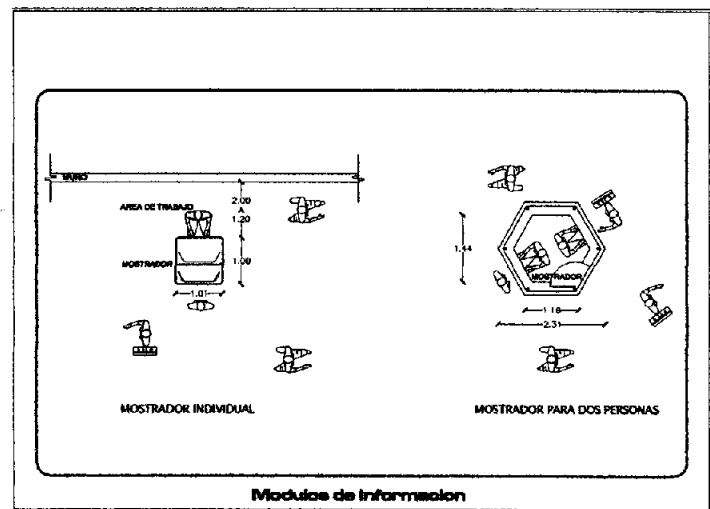 MURO
AREA DE TRABAJO
2.00
A
1.20
MOSTRADOR
1.00
1.01
MOSTRADOR INDIVIDUAL
1.44
MOSTRADOR
1.18
2.31
MOSTRADOR PARA DOS PERSONAS
Modulos de Informacion